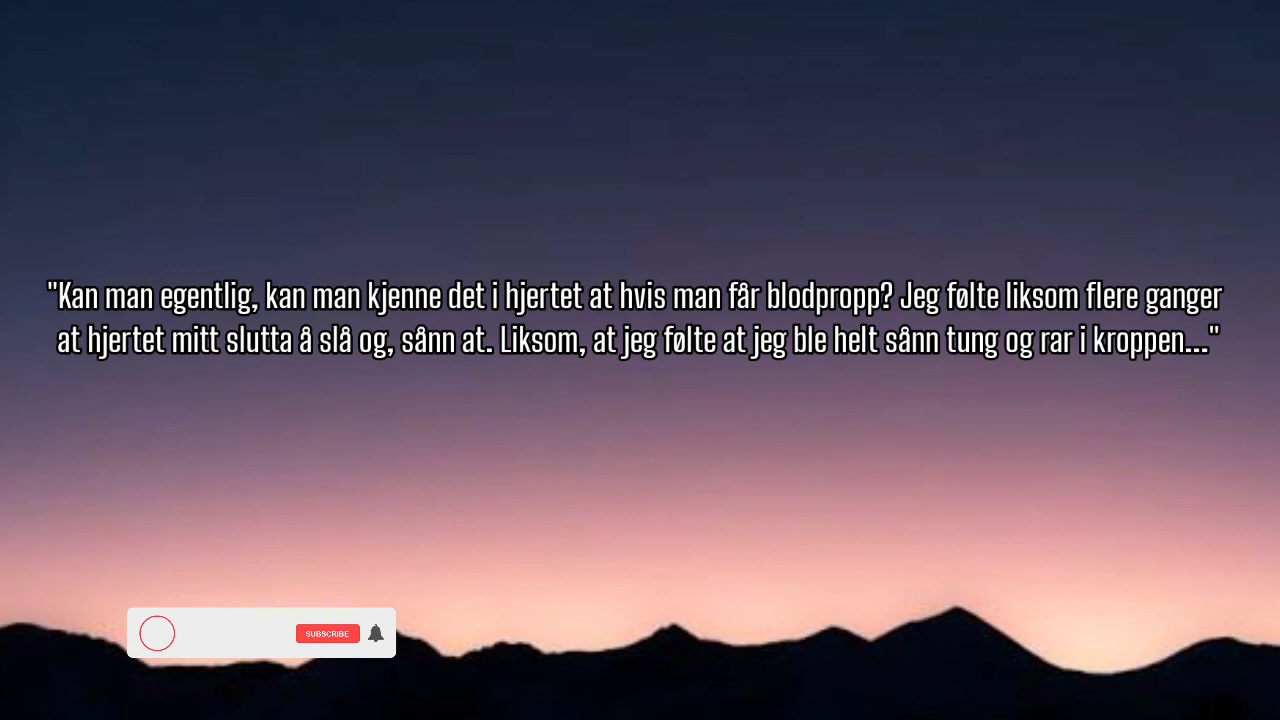 "Kan man egentlig, kan man kjenne det i hjertet at hvis man får blodpropp? Jeg følte liksom flere ganger
at hjertet mitt slutta å slå og, sånn at. Liksom, at jeg følte at jeg ble helt sånn tung og rar i kroppen..."
SUBSCRIBE